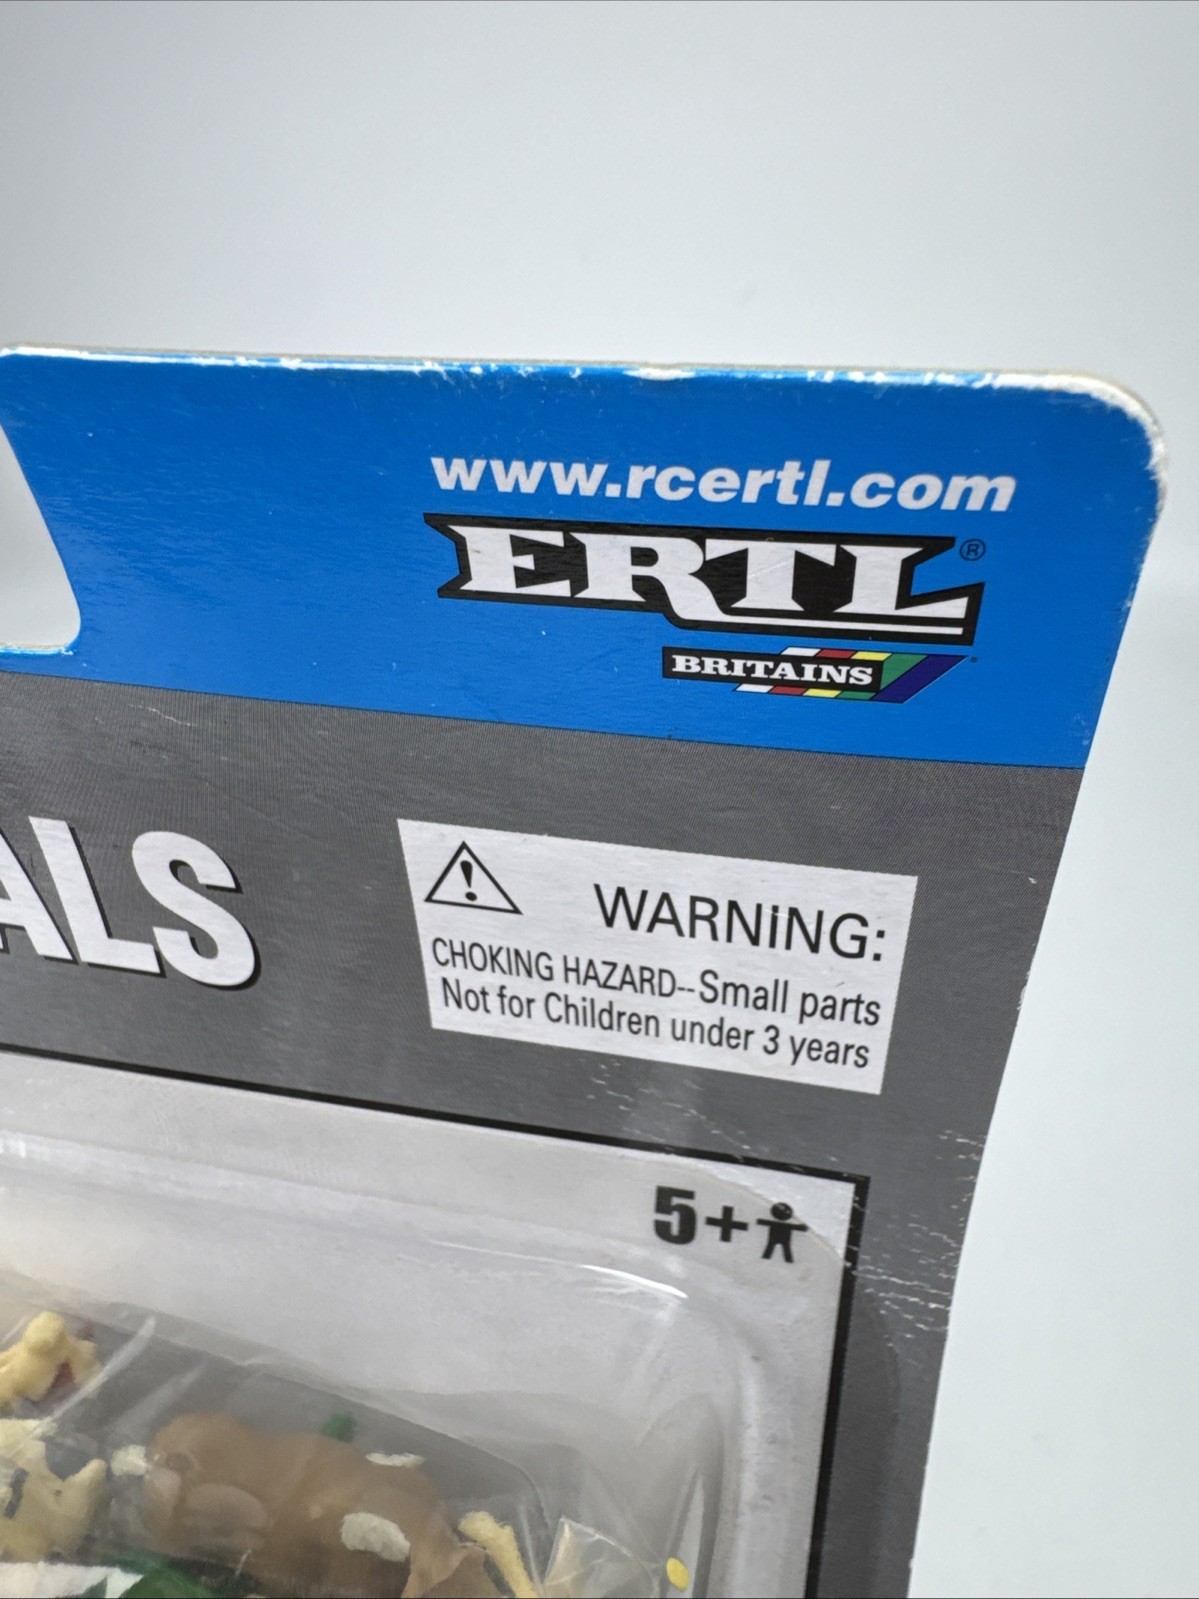 www.rcertl.com
ERTL®
BRITAINS
ALS
WARNING:
CHOKING HAZARD--Small parts
Not for Children under 3 years
5+